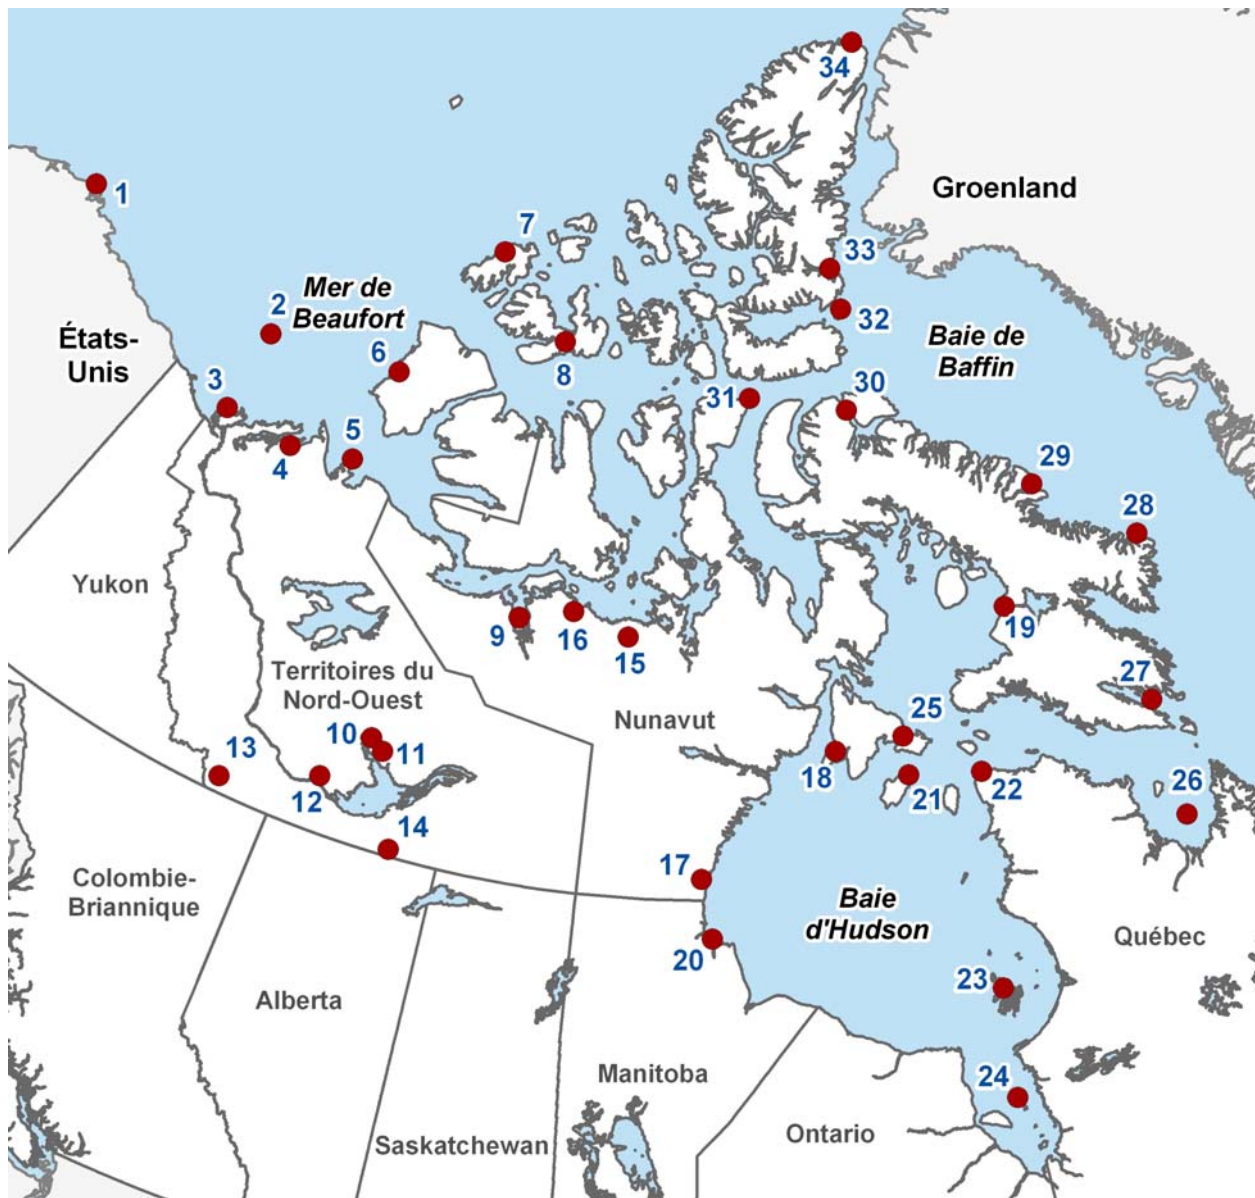 34
Groenland
1
7
33
Mer de
Beaufort
2
32
États-
Unis
Baie de
Baffin
6
8
3
31
30
5
4
29
28
Yukon
9
16
15
19
Territoires du
Nord-Ouest
27
Nunavut
25
10
11
13
18
12
21
22
26
14
17
Colombie-
Briannique
Baie
d'Hudson
20
Québec
23
Alberta
Manitoba
24
Ontario
Saskatchewan